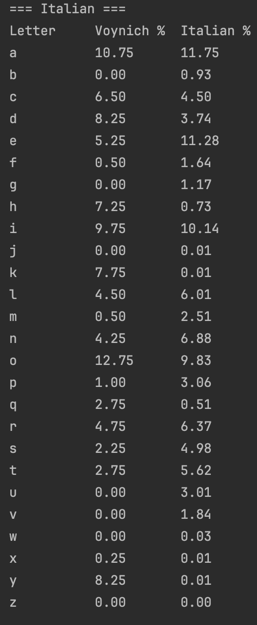 === Italian ===
Letter Voynich % Italian %
a 10.75 11.75
b 0.00 0.93
c 6.50 4.50
d 8.25 3.74
e 5.25 11.28
f 0.50 1.64
g 0.00 1.17
h 7.25 0.73
i 9.75 10.14
j 0.00 0.01
k 7.75 0.01
l 4.50 6.01
m 0.50 2.51
n 4.25 6.88
o 12.75 9.83
p 1.00 3.06
q 2.75 0.51
r 4.75 6.37
s 2.25 4.98
t 2.75 5.62
u 0.00 3.01
v 0.00 1.84
w 0.00 0.03
x 0.25 0.01
y 8.25 0.01
z 0.00 0.00